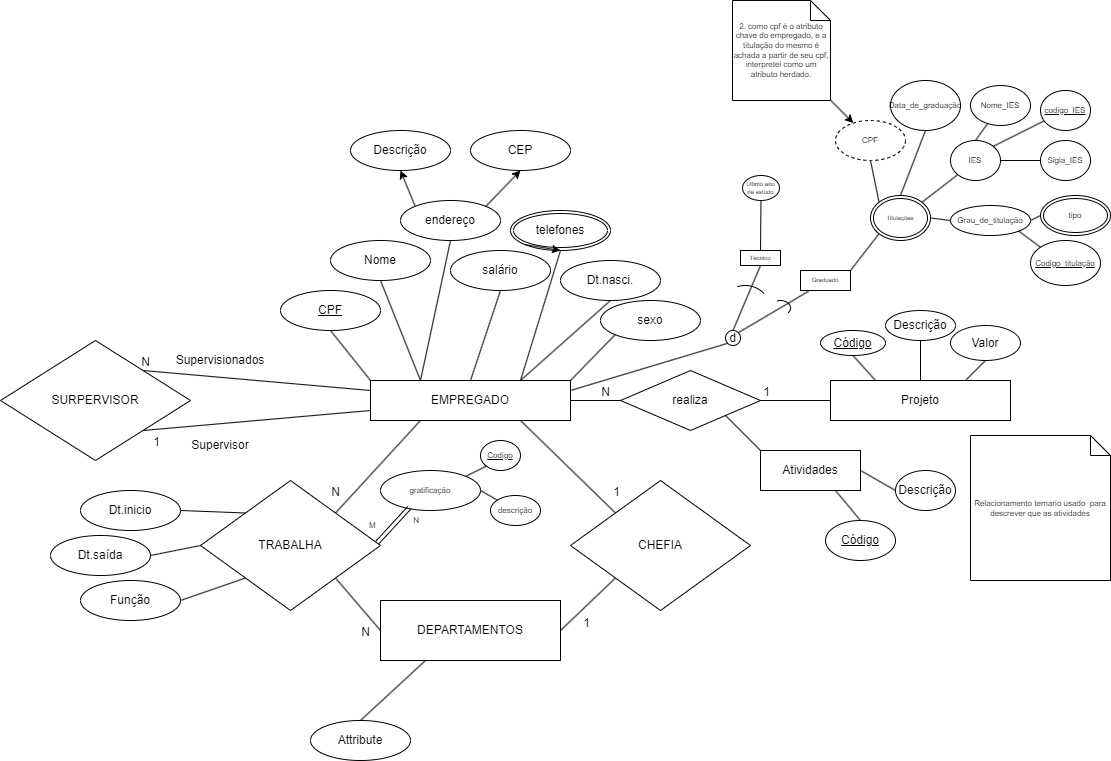 2. como cpf é o atributo
chave do empregado, e a
titulação do mesmo é
achada a partir de seu cpf,
interpretei como um
atributo herdado.
Data_de_graduação
Nome_IES
codigo_IES
CPF
IES
Sigla_IES
Descrição
CEP
Último ano
de estudo
endereço
telefones
Titulações
Grau_de_titulação
tipo
Codigo_titulação
Nome
salário
Técnico
Dt.nasci.
Graduado
CPF
sexo
d
Descrição
Código
Valor
N
Supervisionados
SURPERVISOR
EMPREGADO
N
realiza
1
Projeto
1
Supervisor
Codigo
Atividades
N
gratificação
1
Descrição
Dt.inicio
descrição
Relacionamento ternario usado para
descrever que as atividades
M
N
Código
Dt.saída
TRABALHA
CHEFIA
Função
N
DEPARTAMENTOS
1
Attribute